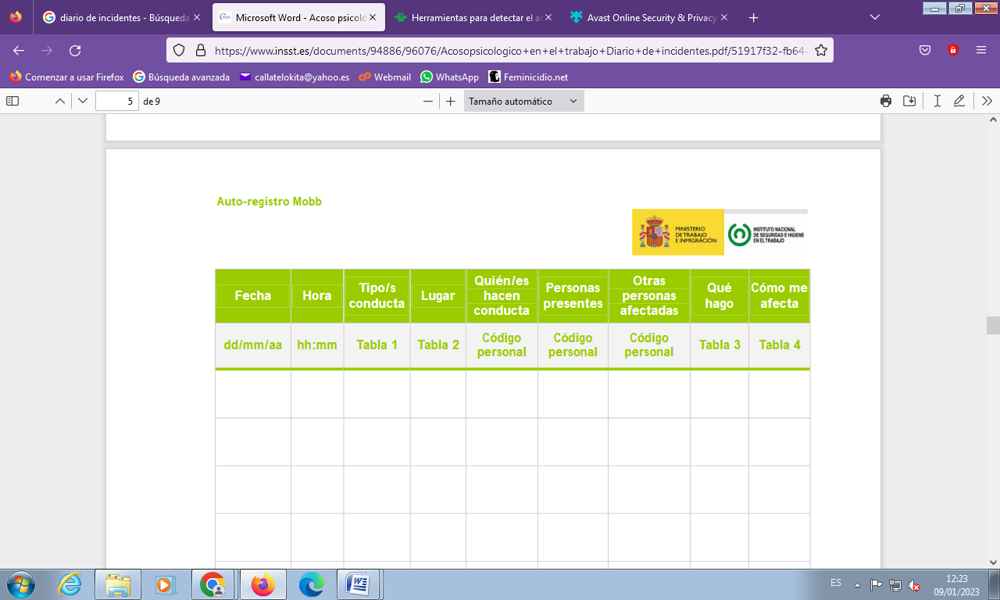 diario de incidentes - Búsqueda
Microsoft Word - Acoso psicoló
Herramientas para detectar el ac
Avast Online Security & Privacy
https://www.insst.es/documents/94886/96076/Acosopsicologico+en+el+trabajo+Diario+de+incidentes.pdf/51917f32-fb64-
Comenzar a usar Firefox
Búsqueda avanzada
callatelokita@yahoo.es
Webmail
WhatsApp
Feminicidio.net
5 de 9
Tamaño automático
Auto-registro Mobb
MINISTERIO
DE TRABAJO
E INMIGRACIÓN
INSTITUTO NACIONAL
DE SEGURIDAD E HIGIENE
EN EL TRABAJO
Fecha
Hora
Tipo/s
conducta
Lugar
Quién/es
hacen
conducta
Personas
presentes
Otras
personas
afectadas
Qué
hago
Cómo me
afecta
dd/mm/aa
hh:mm
Tabla 1
Tabla 2
Código
personal
Código
personal
Código
personal
Tabla 3
Tabla 4
ES
12:23
09/01/2023